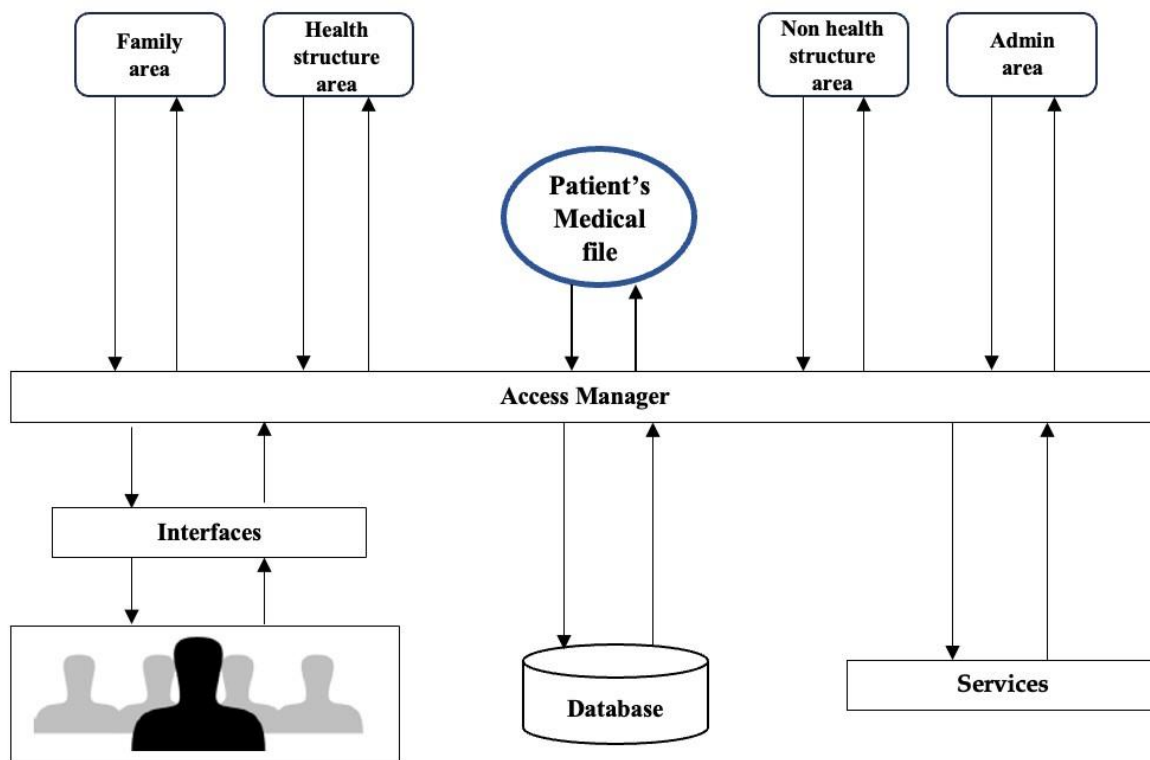 Family
area
Health
structure
area
Non health
structure
area
Admin
area
Patient’s
Medical
file
Access Manager
Interfaces
Database
Services